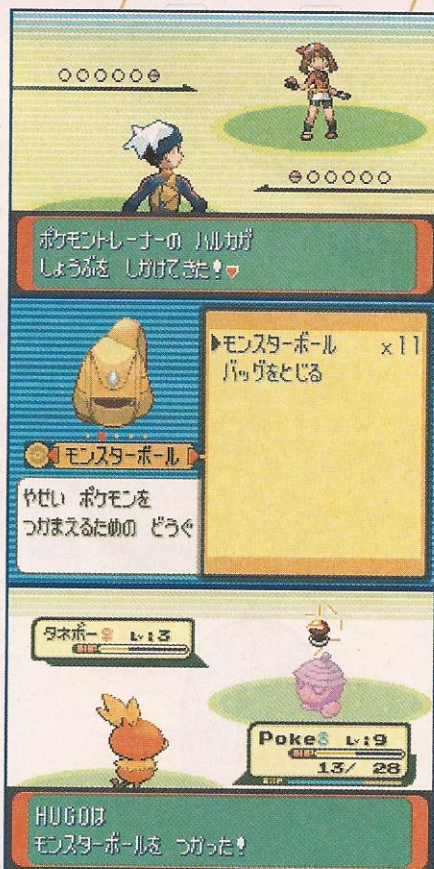 ポケモントレーナーの ハルカが
しょうぶを しかけてきた!
モンスターボール ×11
バッグをとじる
モンスターボール
やせい ポケモンを
つかまえるための どうぐ
タネボー♀ Lv:3
Poke♂ Lv:9
13/ 28
HUGOは
モンスターボールを つかった!